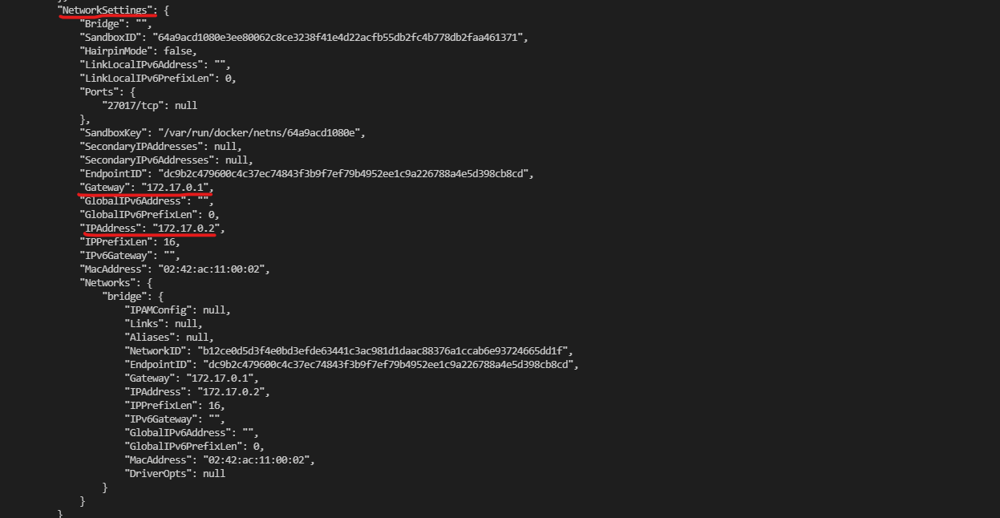 "NetworkSettings": {
"Bridge": "",
"SandboxID": "64a9acd1080e3ee80062c8ce3238f41e4d22acfb55db2fc4b778db2faa461371",
"HairpinMode": false,
"LinkLocalIPv6Address": "",
"LinkLocalIPv6PrefixLen": 0,
"Ports": {
"27017/tcp": null
},
"SandboxKey": "/var/run/docker/netns/64a9acd1080e",
"SecondaryIPAddresses": null,
"SecondaryIPv6Addresses": null,
"EndpointID": "dc9b2c479600c4c37ec74843f3b9f7ef79b4952ee1c9a226788a4e5d398cb8cd",
"Gateway": "172.17.0.1",
"GlobalIPv6Address": "",
"GlobalIPv6PrefixLen": 0,
"IPAddress": "172.17.0.2",
"IPPrefixLen": 16,
"IPv6Gateway": "",
"MacAddress": "02:42:ac:11:00:02",
"Networks": {
"bridge": {
"IPAMConfig": null,
"Links": null,
"Aliases": null,
"NetworkID": "b12ce0d5d3f4e0bd3efde63441c3ac981d1daac88376a1ccab6e93724665dd1f",
"EndpointID": "dc9b2c479600c4c37ec74843f3b9f7ef79b4952ee1c9a226788a4e5d398cb8cd",
"Gateway": "172.17.0.1",
"IPAddress": "172.17.0.2",
"IPPrefixLen": 16,
"IPv6Gateway": "",
"GlobalIPv6Address": "",
"GlobalIPv6PrefixLen": 0,
"MacAddress": "02:42:ac:11:00:02",
"DriverOpts": null
}
}
}